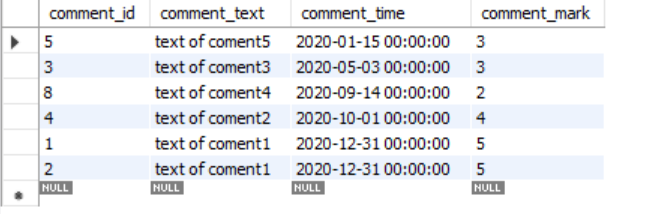 comment_id comment_text comment_time comment_mark
5 text of coment5 2020-01-15 00:00:00 3
3 text of coment3 2020-05-03 00:00:00 3
8 text of coment4 2020-09-14 00:00:00 2
4 text of coment2 2020-10-01 00:00:00 4
1 text of coment1 2020-12-31 00:00:00 5
2 text of coment1 2020-12-31 00:00:00 5
NULL NULL NULL NULL